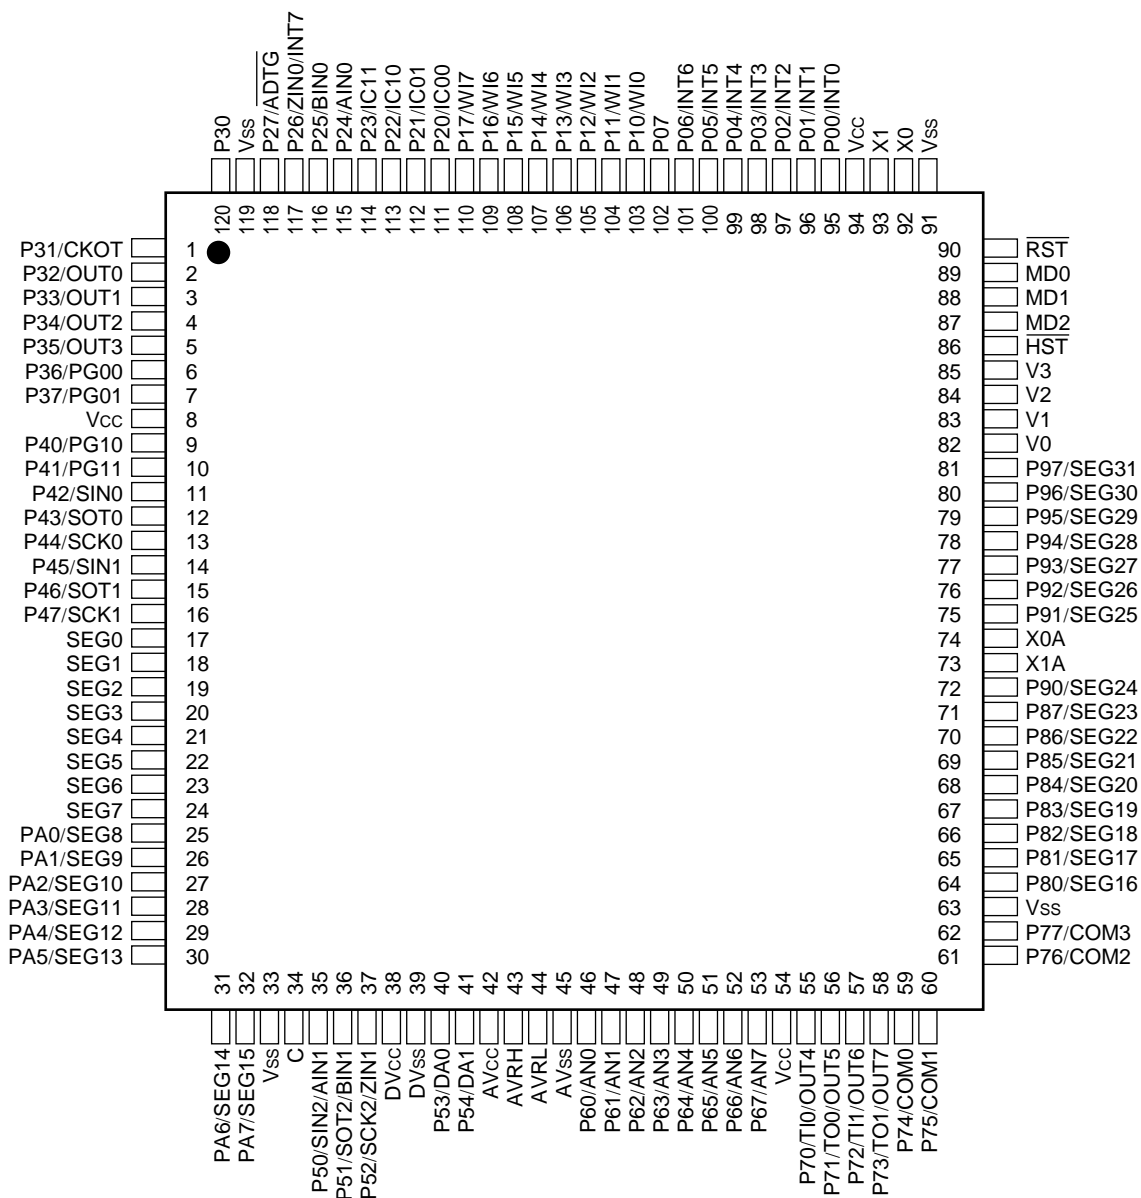 P30
Vss
P27/ADTG
P26/ZIN0/INT7
P25/BIN0
P24/AIN0
P23/IC11
P22/IC10
P21/IC01
P20/IC00
P17/WI7
P16/WI6
P15/WI5
P14/WI4
P13/WI3
P12/WI2
P11/WI1
P10/WI0
P07
P06/INT6
P05/INT5
P04/INT4
P03/INT3
P02/INT2
P01/INT1
P00/INT0
Vcc
X1
X0
Vss
120
119
118
117
116
115
114
113
112
111
110
109
108
107
106
105
104
103
102
101
100
99
98
97
96
95
94
93
92
91
P31/CKOT 1
P32/OUT0 2
P33/OUT1 3
P34/OUT2 4
P35/OUT3 5
P36/PG00 6
P37/PG01 7
Vcc 8
P40/PG10 9
P41/PG11 10
P42/SIN0 11
P43/SOT0 12
P44/SCK0 13
P45/SIN1 14
P46/SOT1 15
P47/SCK1 16
SEG0 17
SEG1 18
SEG2 19
SEG3 20
SEG4 21
SEG5 22
SEG6 23
SEG7 24
PA0/SEG8 25
PA1/SEG9 26
PA2/SEG10 27
PA3/SEG11 28
PA4/SEG12 29
PA5/SEG13 30
90 RST
89 MD0
88 MD1
87 MD2
86 HST
85 V3
84 V2
83 V1
82 V0
81 P97/SEG31
80 P96/SEG30
79 P95/SEG29
78 P94/SEG28
77 P93/SEG27
76 P92/SEG26
75 P91/SEG25
74 X0A
73 X1A
72 P90/SEG24
71 P87/SEG23
70 P86/SEG22
69 P85/SEG21
68 P84/SEG20
67 P83/SEG19
66 P82/SEG18
65 P81/SEG17
64 P80/SEG16
63 Vss
62 P77/COM3
61 P76/COM2
31
32
33
34
35
36
37
38
39
40
41
42
43
44
45
46
47
48
49
50
51
52
53
54
55
56
57
58
59
60
PA6/SEG14
PA7/SEG15
Vss
C
P50/SIN2/AIN1
P51/SOT2/BIN1
P52/SCK2/ZIN1
DVcc
DVss
P53/DA0
P54/DA1
AVcc
AVRH
AVRL
AVss
P60/AN0
P61/AN1
P62/AN2
P63/AN3
P64/AN4
P65/AN5
P66/AN6
P67/AN7
Vcc
P70/TI0/OUT4
P71/TO0/OUT5
P72/TI1/OUT6
P73/TO1/OUT7
P74/COM0
P75/COM1